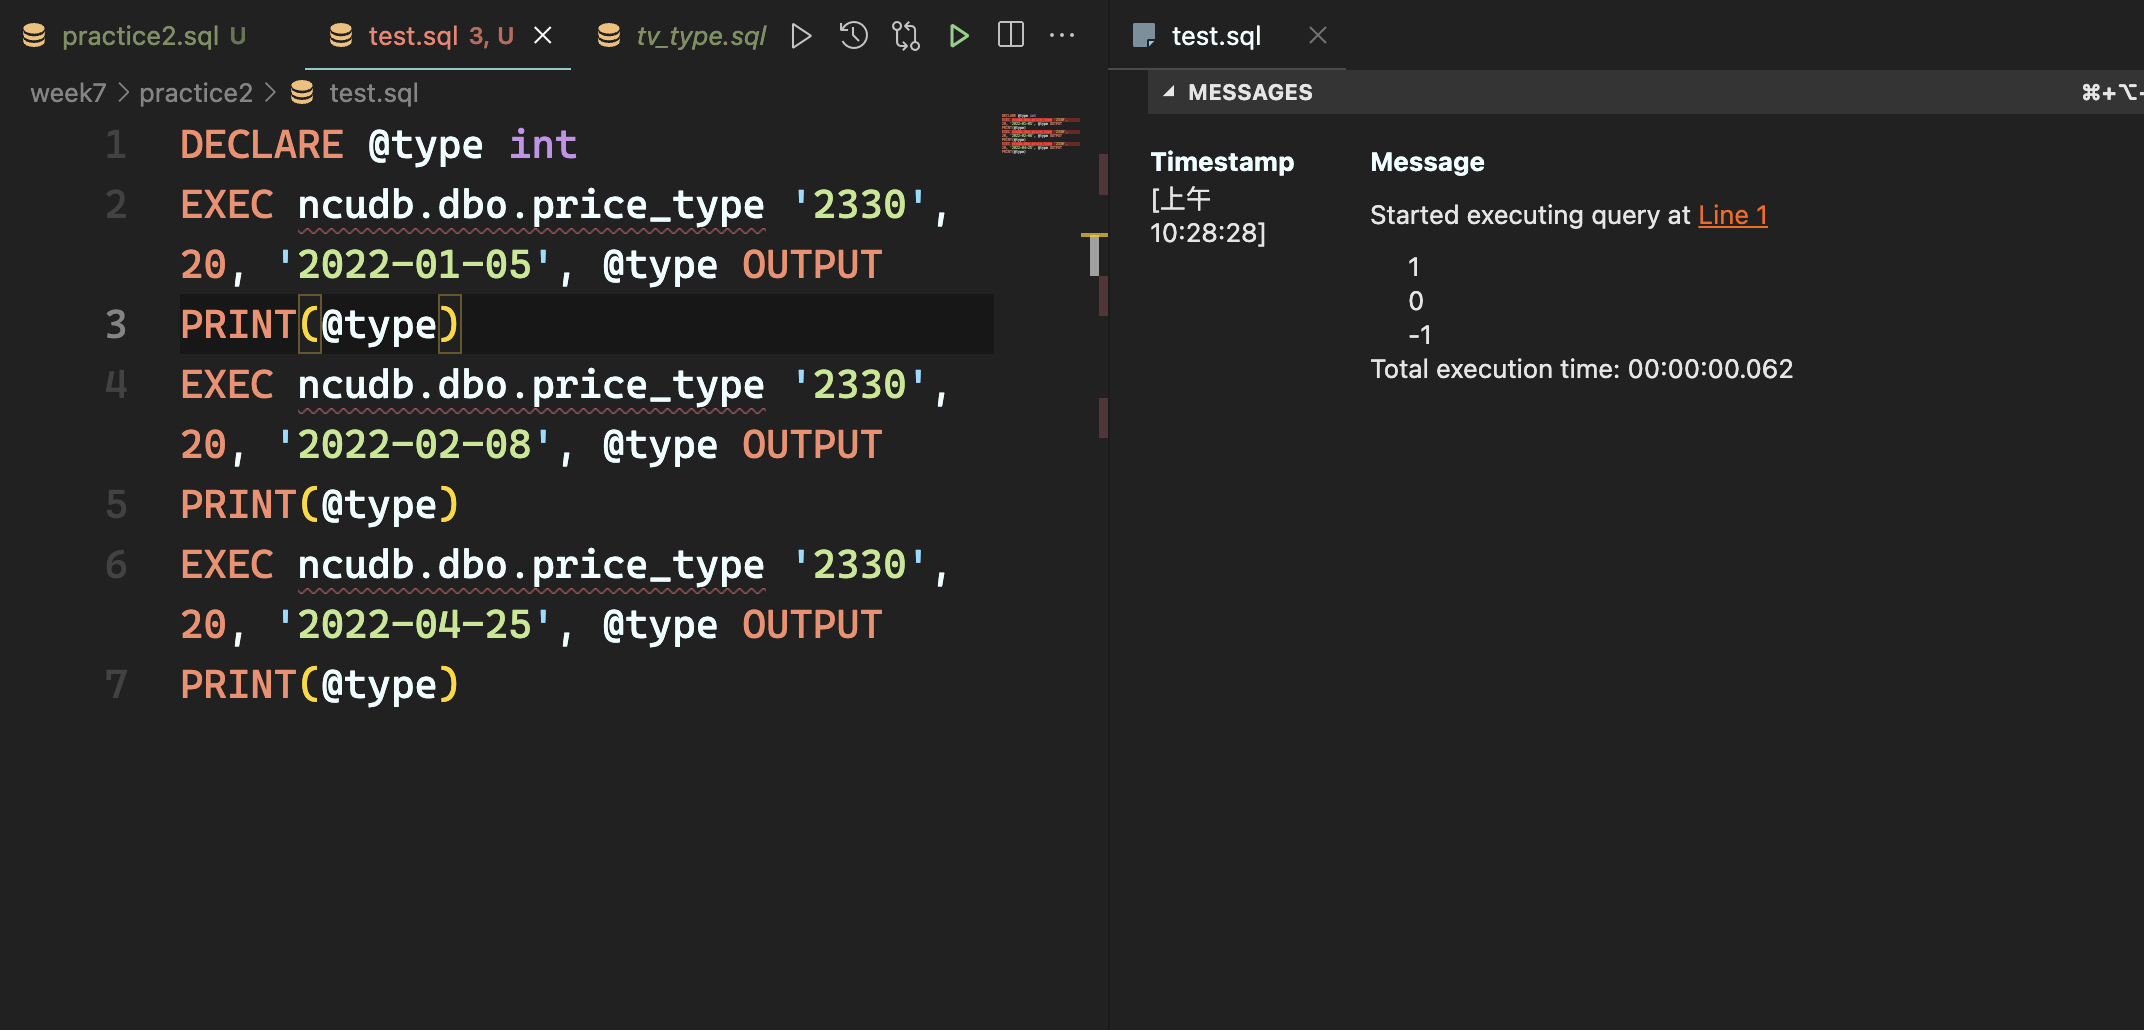 practice2.sql U
test.sql 3, U
tv_type.sql
test.sql
week7 > practice2 > test.sql
1 DECLARE @type int
2 EXEC ncudb.dbo.price_type '2330',
20, '2022-01-05', @type OUTPUT
3 PRINT(@type)
4 EXEC ncudb.dbo.price_type '2330',
20, '2022-02-08', @type OUTPUT
5 PRINT(@type)
6 EXEC ncudb.dbo.price_type '2330',
20, '2022-04-25', @type OUTPUT
7 PRINT(@type)
MESSAGES ⌘+⌥-
Timestamp Message
[上午
10:28:28]
Started executing query at Line 1
1
0
-1
Total execution time: 00:00:00.062